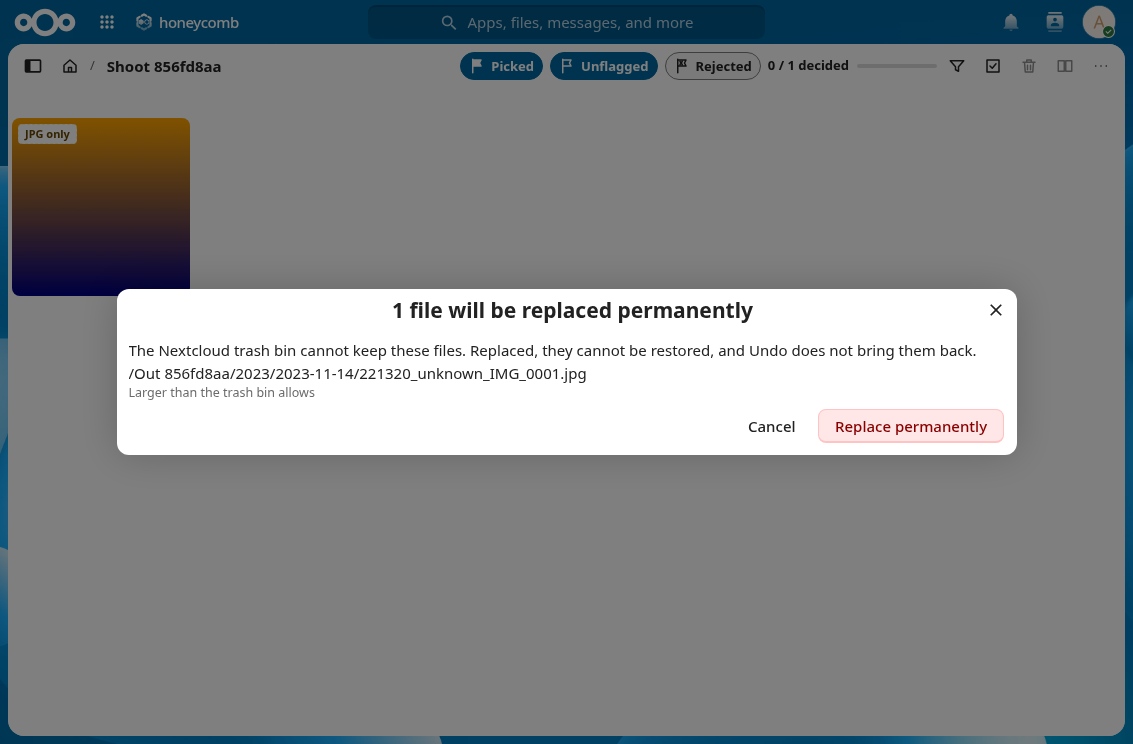 honeycomb
Apps, files, messages, and more
A
/ Shoot 856fd8aa
Picked
Unflagged
Rejected
0 / 1 decided
JPG only
1 file will be replaced permanently
The Nextcloud trash bin cannot keep these files. Replaced, they cannot be restored, and Undo does not bring them back.
/Out 856fd8aa/2023/2023-11-14/221320_unknown_IMG_0001.jpg
Larger than the trash bin allows
Cancel
Replace permanently